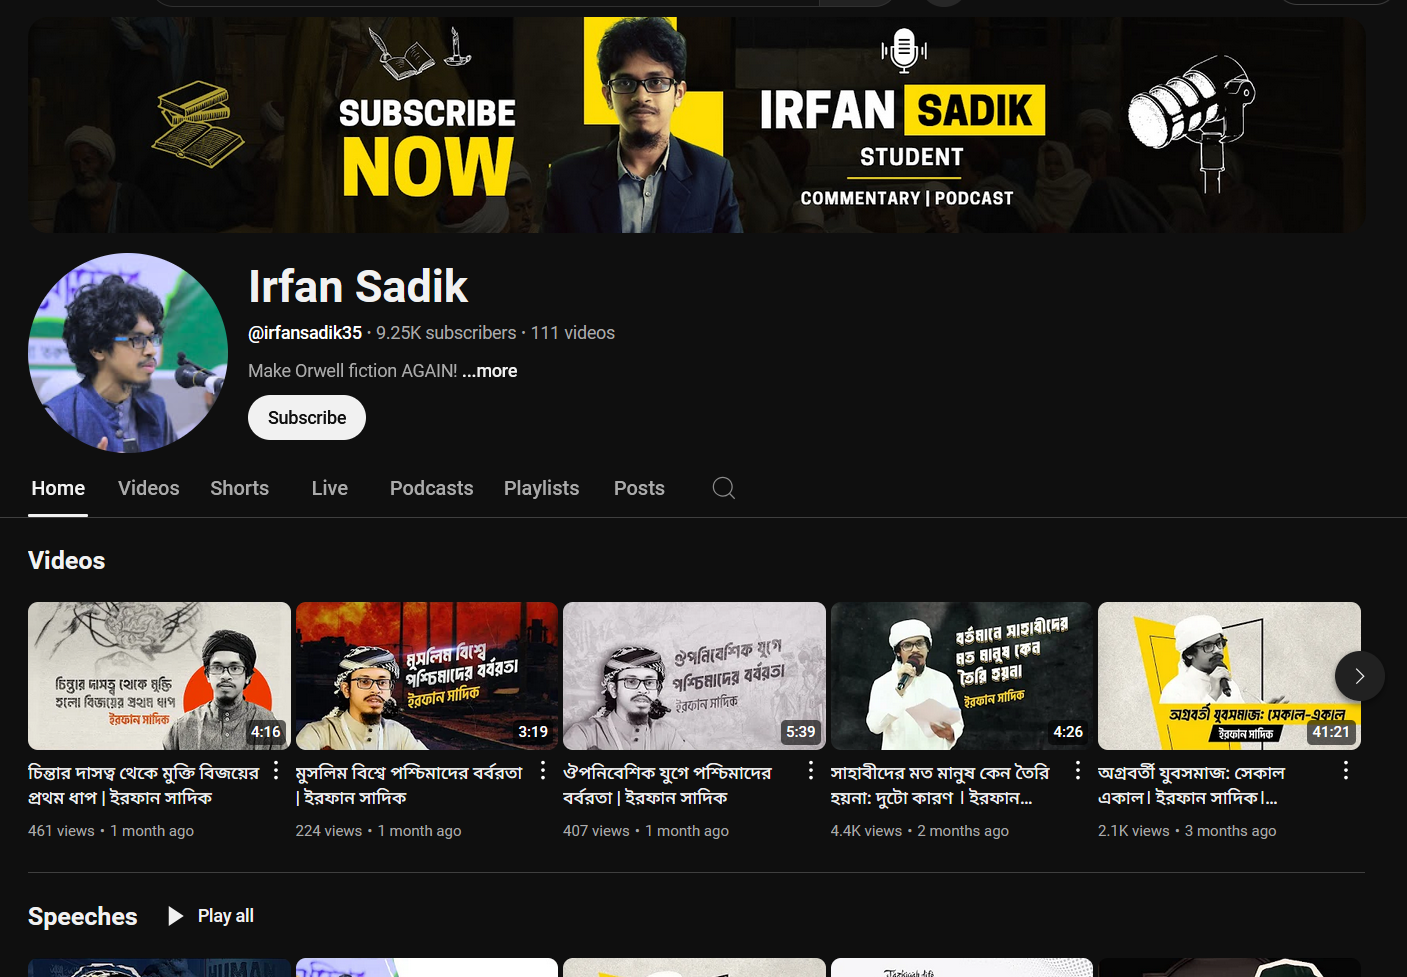 SUBSCRIBE
NOW
IRFAN SADIK
STUDENT
COMMENTARY | PODCAST
Irfan Sadik
@irfansadik35 · 9.25K subscribers · 111 videos
Make Orwell fiction AGAIN! ...more
Subscribe
Home Videos Shorts Live Podcasts Playlists Posts
Videos
চিন্তার দাসত্ব থেকে মুক্তি
হলো বিজয়ের প্রথম ধাপ
ইরফান সাদিক
4:16
মুসলিম বিশ্বে
পশ্চিমাদের বর্বরতা
ইরফান সাদিক
3:19
ঔপনিবেশিক যুগে
পশ্চিমাদের বর্বরতা
ইরফান সাদিক
5:39
বর্তমানে সাহাবীদের
মত মানুষ কেন
তৈরি হয়না
ইরফান সাদিক
4:26
অগ্রবর্তী যুবসমাজ: সেকাল-একাল
ইরফান সাদিক
41:21
চিন্তার দাসত্ব থেকে মুক্তি বিজয়ের
প্রথম ধাপ | ইরফান সাদিক
461 views • 1 month ago
মুসলিম বিশ্বে পশ্চিমাদের বর্বরতা
| ইরফান সাদিক
224 views • 1 month ago
ঔপনিবেশিক যুগে পশ্চিমাদের
বর্বরতা | ইরফান সাদিক
407 views • 1 month ago
সাহাবীদের মত মানুষ কেন তৈরি
হয়না: দুটো কারণ । ইরফান...
4.4K views • 2 months ago
অগ্রবর্তী যুবসমাজ: সেকাল
একাল। ইরফান সাদিক।...
2.1K views • 3 months ago
Speeches Play all
HUMAN